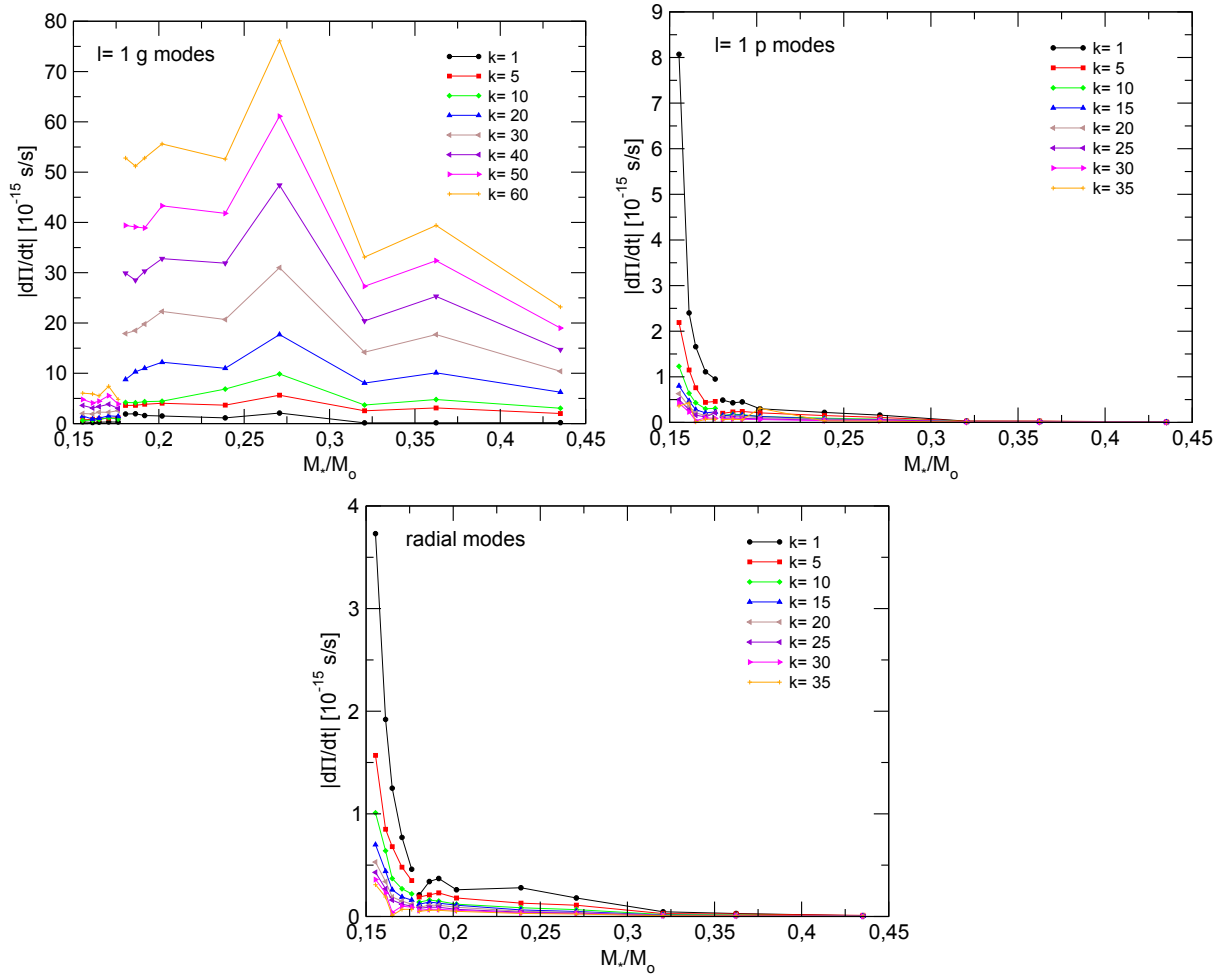 l= 1 g modes
k= 1
k= 5
k= 10
k= 20
k= 30
k= 40
k= 50
k= 60
80
70
60
50
40
30
20
10
0
|dΠ/dt| [10⁻¹⁵ s/s]
0,15 0,2 0,25 0,3 0,35 0,4 0,45
M*/Mo
l= 1 p modes
k= 1
k= 5
k= 10
k= 15
k= 20
k= 25
k= 30
k= 35
9
8
7
6
5
4
3
2
1
0
|dΠ/dt| [10⁻¹⁵ s/s]
0,15 0,2 0,25 0,3 0,35 0,4 0,45
M*/Mo
radial modes
k= 1
k= 5
k= 10
k= 15
k= 20
k= 25
k= 30
k= 35
4
3
2
1
0
|dΠ/dt| [10⁻¹⁵ s/s]
0,15 0,2 0,25 0,3 0,35 0,4 0,45
M*/Mo